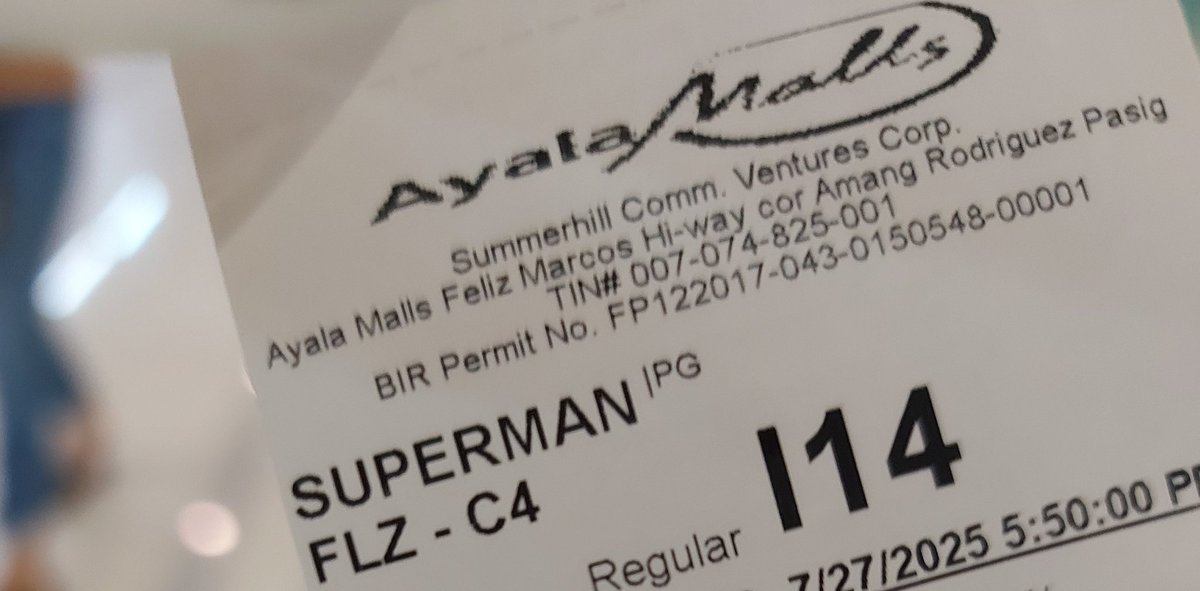 Ayala Malls
Summerhill Comm. Ventures Corp.
Ayala Malls Feliz Marcos Hi-way cor Amang Rodriguez Pasig
TIN# 007-074-825-001
BIR Permit No. FP122017-043-0150548-00001
SUPERMAN |PG
FLZ - C4
Regular I14
7/27/2025 5:50:00 P